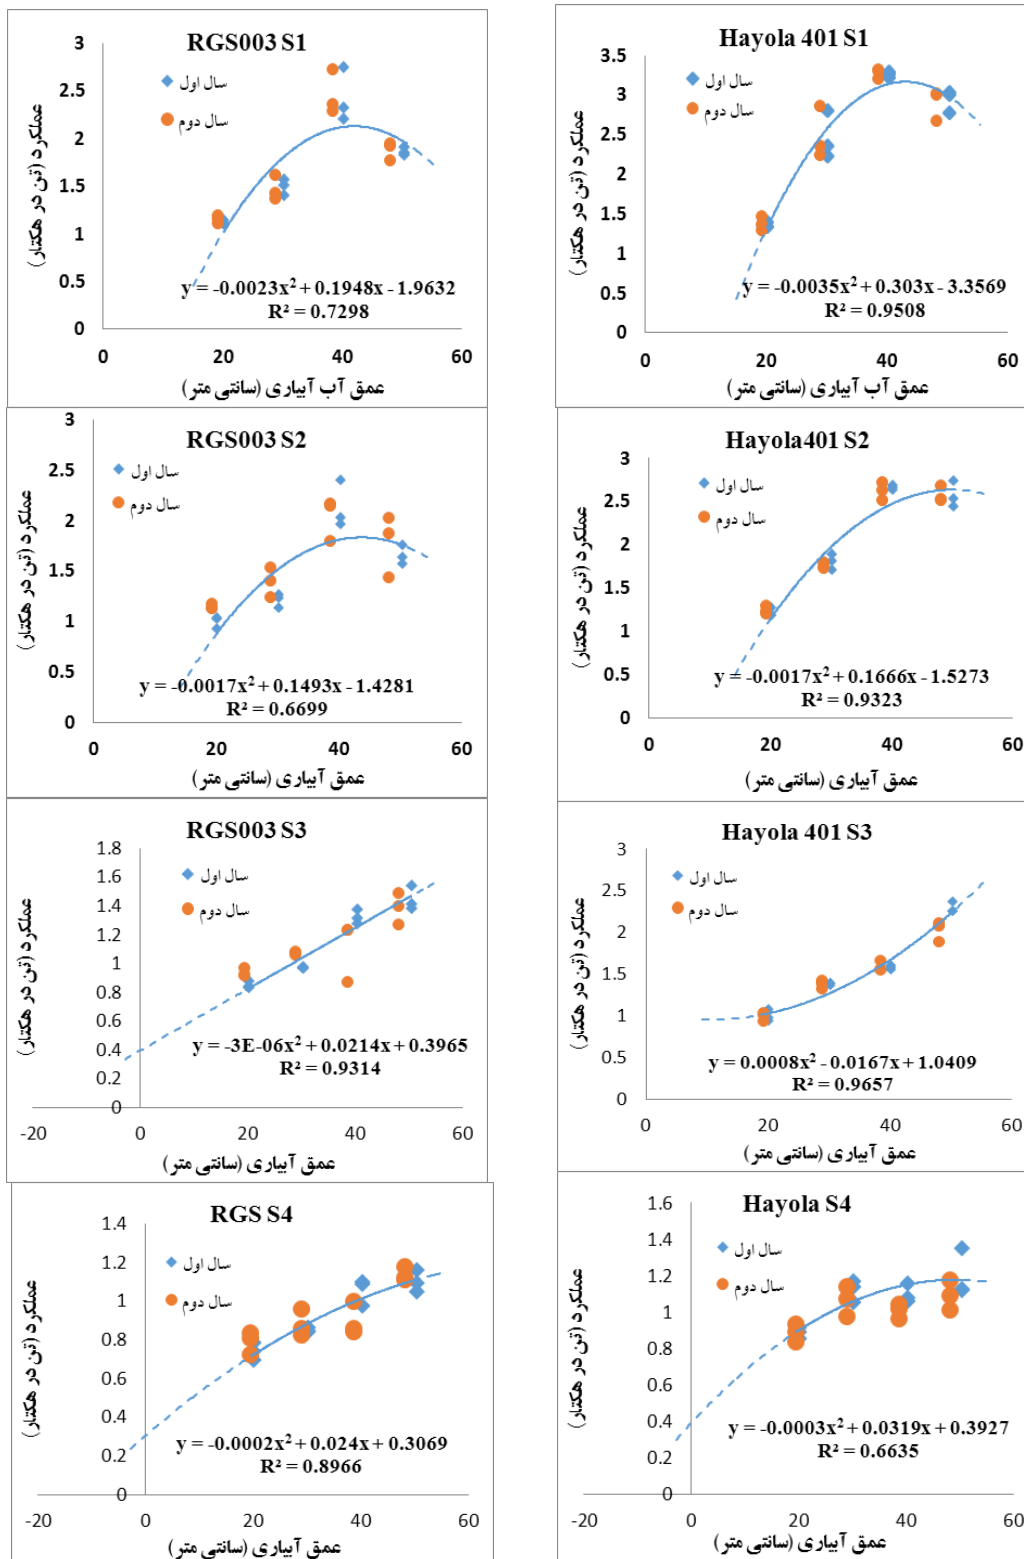 RGS003 S1
سال اول
سال دوم
عملکرد (تن در هکتار)
3
2.5
2
1.5
1
0.5
0
y = -0.0023x² + 0.1948x - 1.9632
R² = 0.7298
0 20 40 60
عمق آب آبیاری (سانتی متر)
Hayola 401 S1
سال اول
سال دوم
عملکرد (تن در هکتار)
3.5
3
2.5
2
1.5
1
0.5
0
y = -0.0035x² + 0.303x - 3.3569
R² = 0.9508
0 20 40 60
عمق آب آبیاری (سانتی متر)
RGS003 S2
سال اول
سال دوم
عملکرد (تن در هکتار)
3
2.5
2
1.5
1
0.5
0
y = -0.0017x² + 0.1493x - 1.4281
R² = 0.6699
0 20 40 60
عمق آبیاری (سانتی متر)
Hayola401 S2
سال اول
سال دوم
عملکرد (تن در هکتار)
3
2.5
2
1.5
1
0.5
0
y = -0.0017x² + 0.1666x - 1.5273
R² = 0.9323
0 20 40 60
عمق آبیاری (سانتی متر)
RGS003 S3
سال اول
سال دوم
عملکرد (تن در هکتار)
1.8
1.6
1.4
1.2
1
0.8
0.6
0.4
0.2
0
y = -3E-06x² + 0.0214x + 0.3965
R² = 0.9314
-20 0 20 40 60
عمق آبیاری (سانتی متر)
Hayola 401 S3
سال اول
سال دوم
عملکرد (تن در هکتار)
3
2.5
2
1.5
1
0.5
0
y = 0.0008x² - 0.0167x + 1.0409
R² = 0.9657
0 20 40 60
عمق آبیاری (سانتی متر)
RGS S4
سال اول
سال دوم
عملکرد (تن در هکتار)
1.4
1.2
1
0.8
0.6
0.4
0.2
0
y = -0.0002x² + 0.024x + 0.3069
R² = 0.8966
-20 0 20 40 60
عمق آبیاری (سانتی متر)
Hayola S4
سال اول
سال دوم
عملکرد (تن در هکتار)
1.6
1.4
1.2
1
0.8
0.6
0.4
0.2
0
y = -0.0003x² + 0.0319x + 0.3927
R² = 0.6635
-20 0 20 40 60
عمق آبیاری (سانتی متر)